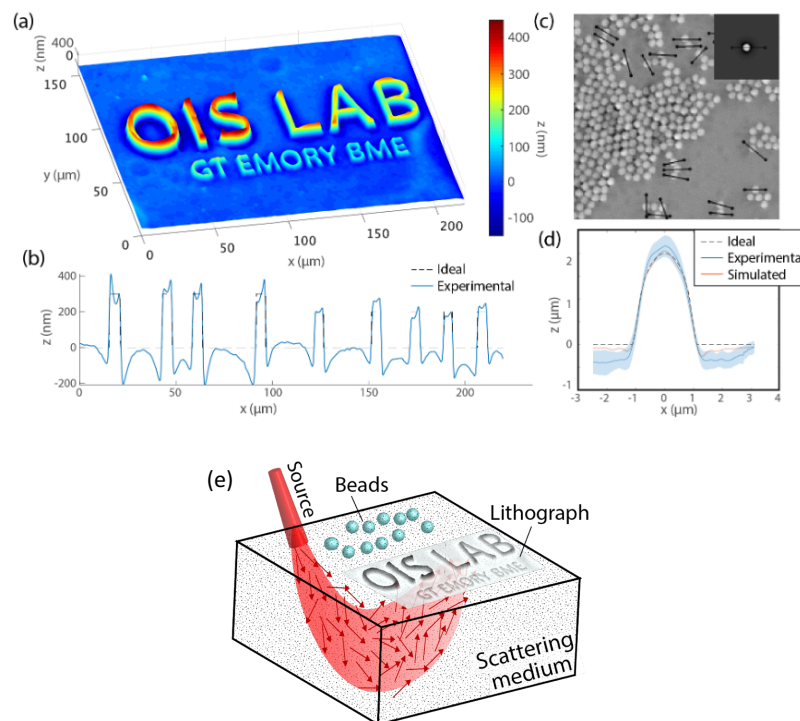 (a)
z (nm)
400
0
150
100
y (μm)
50
0
0
50
100
150
200
x (μm)
OIS LAB
GT EMORY BME
400
300
200
100
0
-100
z (nm)
(b)
z (nm)
400
200
0
-200
0
50
100
150
200
x (μm)
Ideal
Experimental
(c)
(d)
z (μm)
2
1
0
-1
-3
-2
-1
0
1
2
3
4
x (μm)
Ideal
Experimenta
Simulated
(e)
Source
Beads
Lithograph
OIS LAB
GT EMORY BME
Scattering
medium